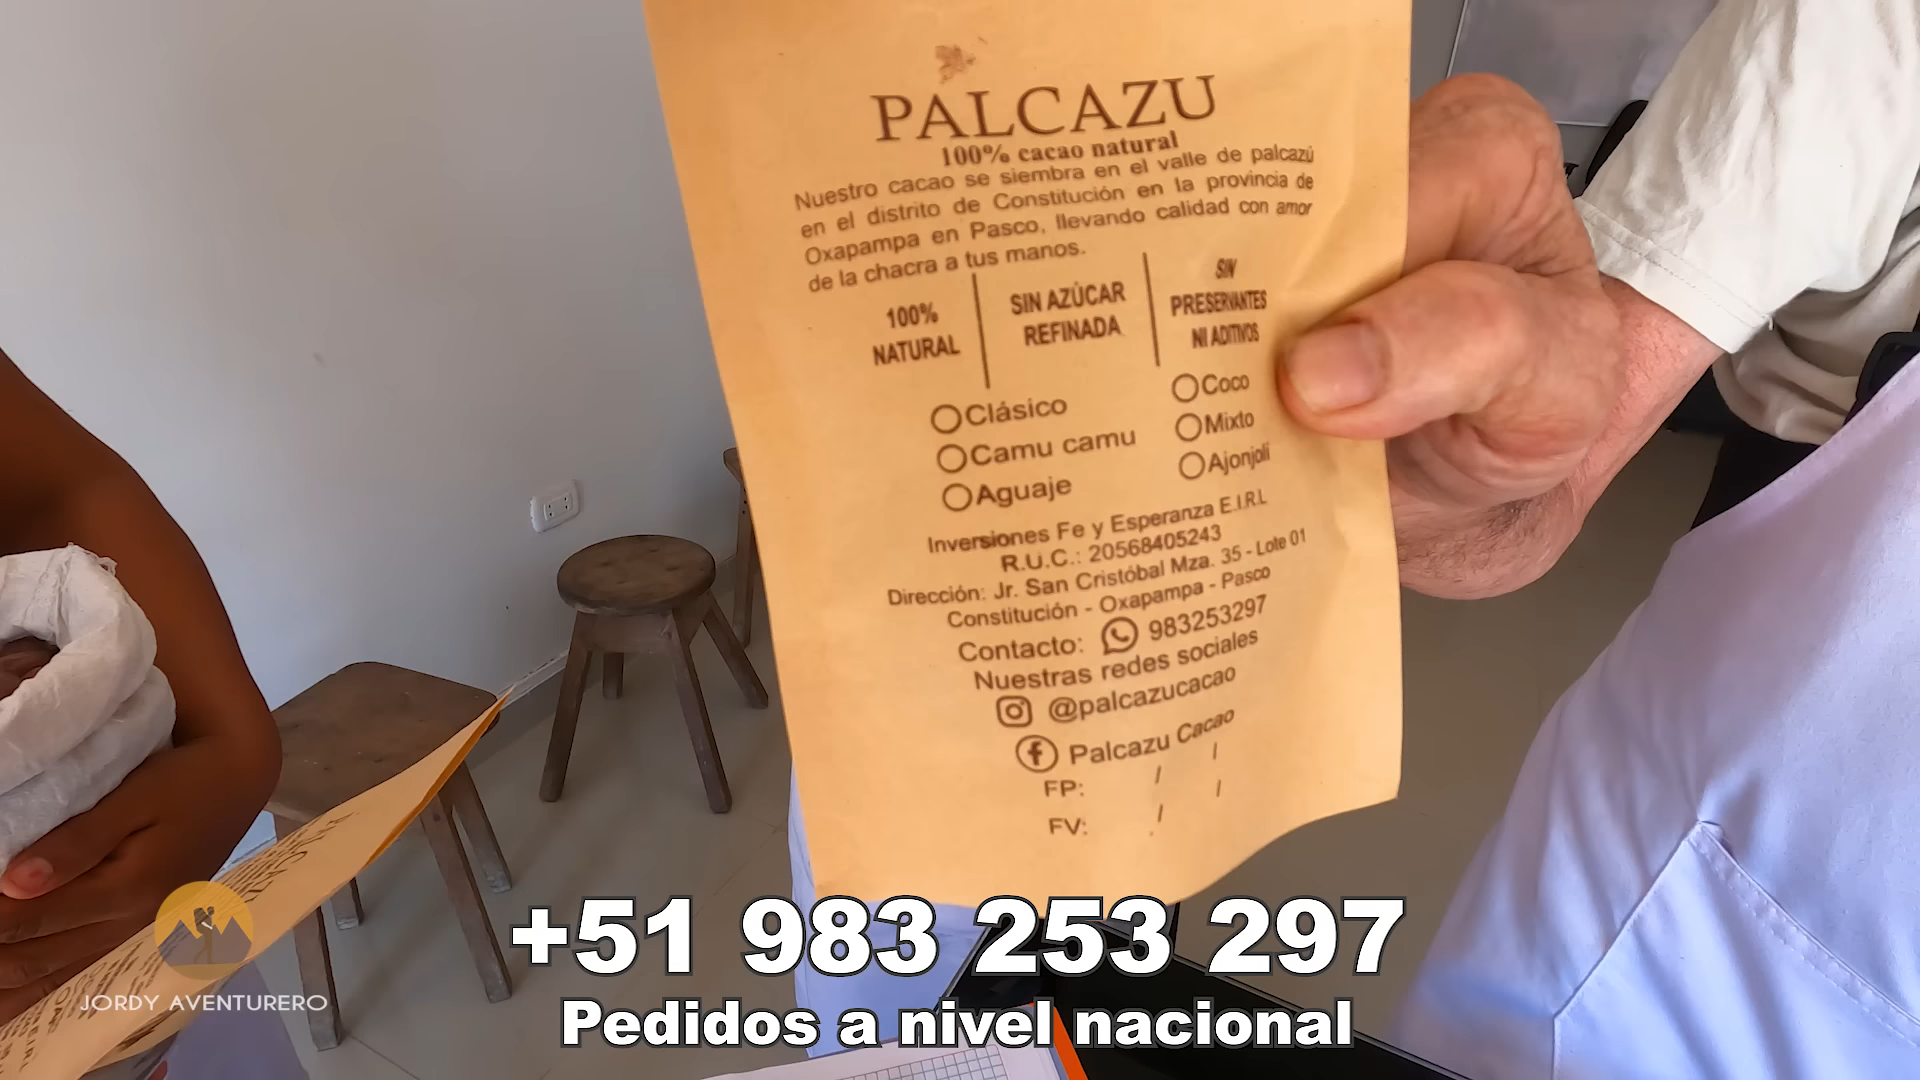 PALCAZU
100% cacao natural
Nuestro cacao se siembra en el valle de palcazú
en el distrito de Constitución en la provincia de
Oxapampa en Pasco, llevando calidad con amor
de la chacra a tus manos.
100%
NATURAL
SIN AZÚCAR
REFINADA
SIN
PRESERVANTES
NI ADITIVOS
Clásico
Camu camu
Aguaje
Coco
Mixto
Ajonjolí
Inversiones Fe y Esperanza E.I.R.L
R.U.C.: 20568405243
Dirección: Jr. San Cristóbal Mza. 35 - Lote 01
Constitución - Oxapampa - Pasco
Contacto: 983253297
Nuestras redes sociales
@palcazucacao
Palcazu Cacao
FP: / /
FV: / /
+51 983 253 297
Pedidos a nivel nacional
JORDY AVENTURERO